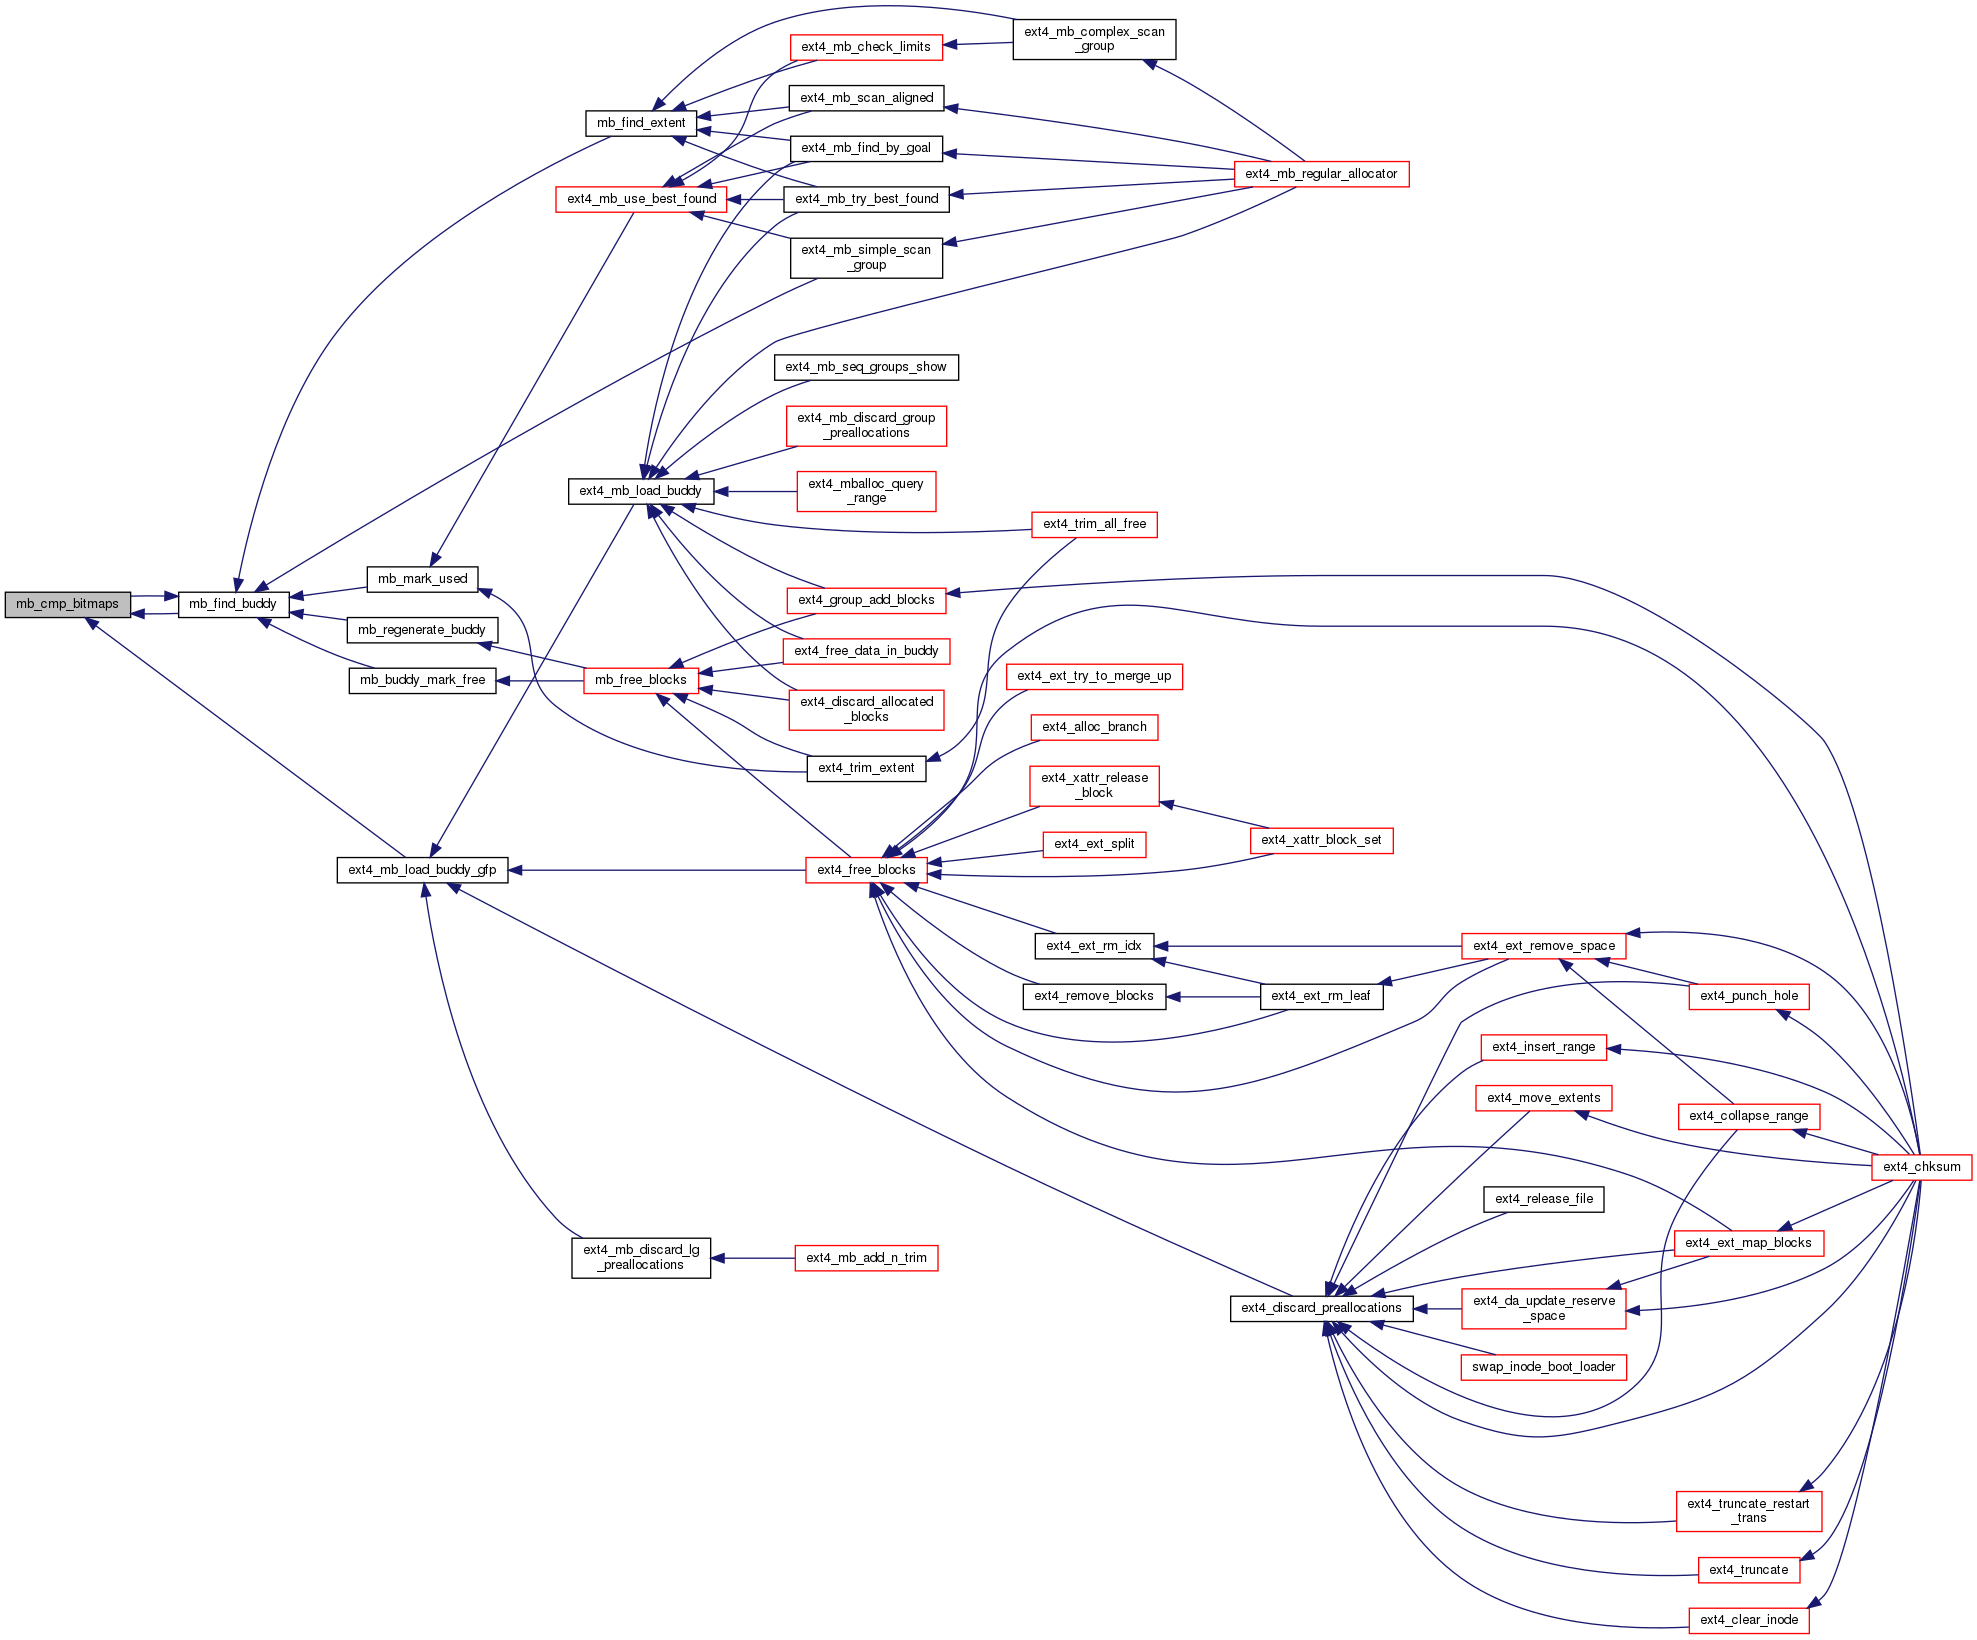 ext4_mb_complex_scan
_group
ext4_mb_check_limits
ext4_mb_scan_aligned
mb_find_extent
ext4_mb_find_by_goal
ext4_mb_regular_allocator
ext4_mb_use_best_found
ext4_mb_try_best_found
ext4_mb_simple_scan
_group
ext4_mb_seq_groups_show
ext4_mb_discard_group
_preallocations
ext4_mb_load_buddy
ext4_mballoc_query
_range
ext4_trim_all_free
mb_mark_used
mb_cmp_bitmaps
mb_find_buddy
ext4_group_add_blocks
mb_regenerate_buddy
ext4_free_data_in_buddy
mb_buddy_mark_free
mb_free_blocks
ext4_ext_try_to_merge_up
ext4_discard_allocated
_blocks
ext4_alloc_branch
ext4_trim_extent
ext4_xattr_release
_block
ext4_xattr_block_set
ext4_ext_split
ext4_mb_load_buddy_gfp
ext4_free_blocks
ext4_ext_rm_idx
ext4_ext_remove_space
ext4_remove_blocks
ext4_ext_rm_leaf
ext4_punch_hole
ext4_insert_range
ext4_move_extents
ext4_collapse_range
ext4_chksum
ext4_release_file
ext4_ext_map_blocks
ext4_mb_discard_lg
_preallocations
ext4_mb_add_n_trim
ext4_discard_preallocations
ext4_da_update_reserve
_space
swap_inode_boot_loader
ext4_truncate_restart
_trans
ext4_truncate
ext4_clear_inode